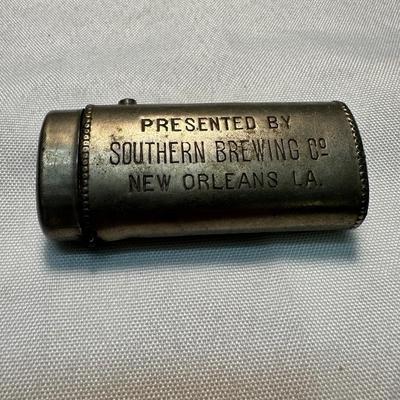 PRESENTED BY
SOUTHERN BREWING Co
NEW ORLEANS LA.